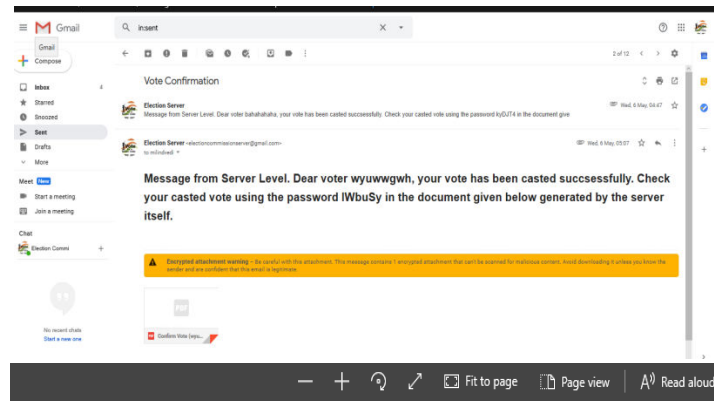 Gmail
in:sent
Gmail
Compose
2 of 12
Inbox 4
Starred
Snoozed
Sent
Drafts
More
Meet New
Start a meeting
Join a meeting
Chat
Election Commi
No recent chats
Start a new one
Vote Confirmation
Election Server
Wed, 6 May, 04:47
Message from Server Level. Dear voter bahahahaha, your vote has been casted succsessfully. Check your casted vote using the password kyDJT4 in the document give
Election Server <electioncommissionserver@gmail.com>
Wed, 6 May, 05:07
Message from Server Level. Dear voter wyuwwgwh, your vote has been casted succsessfully. Check
your casted vote using the password IWbuSy in the document given below generated by the server
itself.
Encrypted attachment warning – Be careful with this attachment. This message contains 1 encrypted attachment that can't be scanned for malicious content. Avoid downloading it unless you know the
sender and are confident that this email is legitimate.
PDF
PDF Confirm Vote (wyu...
Fit to page
Page view
Read aloud